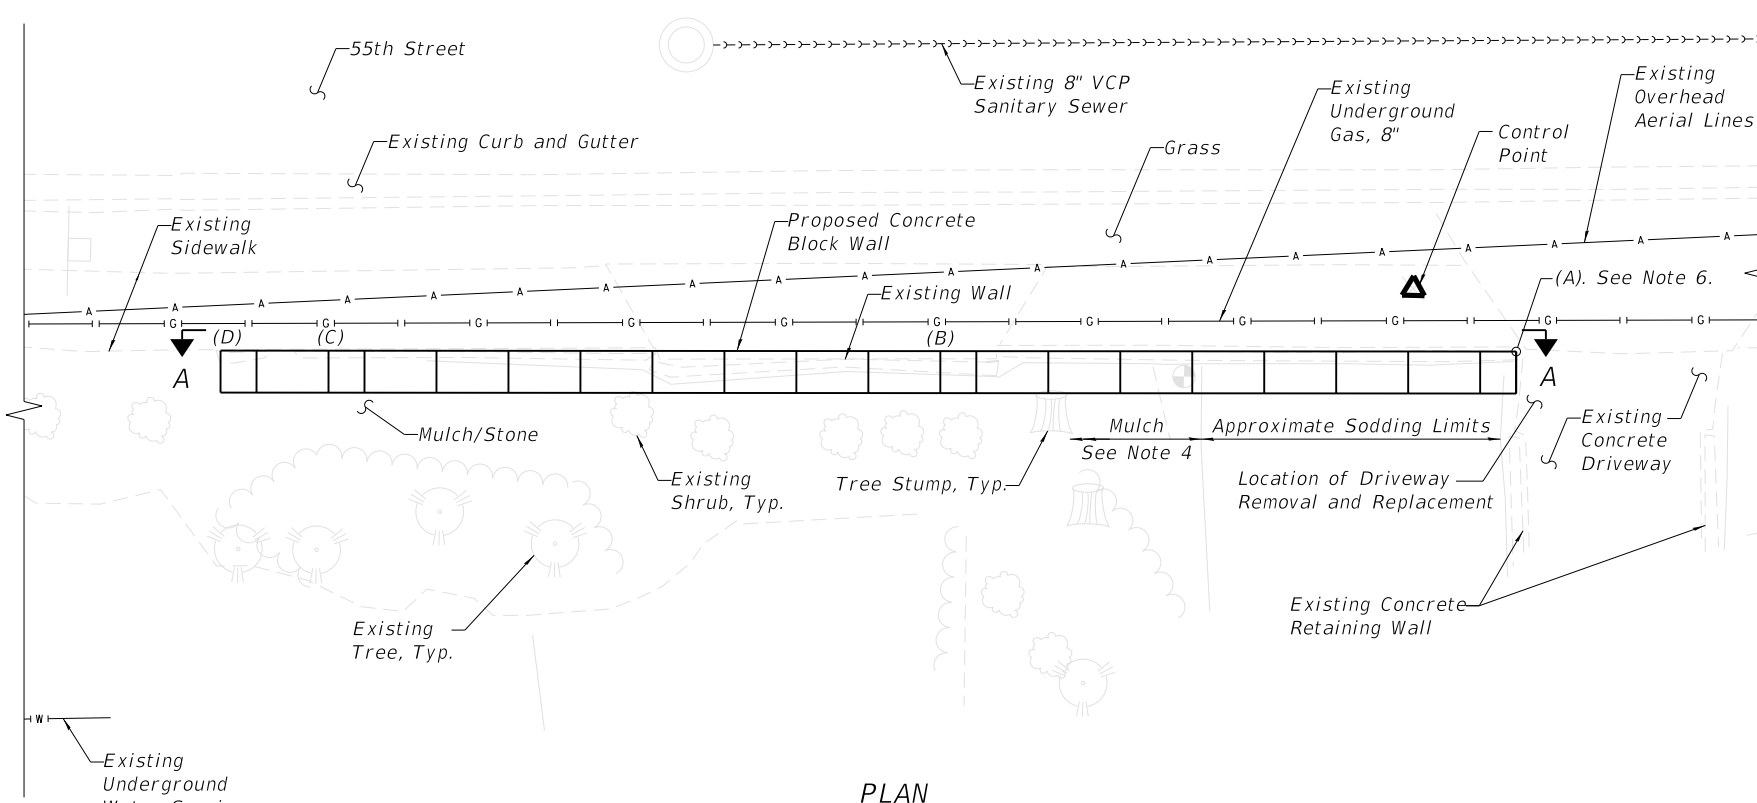 55th Street
Existing 8" VCP
Sanitary Sewer
Existing
Underground
Gas, 8"
Existing
Overhead
Aerial Lines
Control
Point
Existing Curb and Gutter
Grass
Existing
Sidewalk
Proposed Concrete
Block Wall
Existing Wall
(A). See Note 6.
A A A A A A A A A A A A A A A A A A A A
G G G G G G G G G G G
(D)
(C)
(B)
A
A
Mulch/Stone
Mulch
See Note 4
Approximate Sodding Limits
Existing
Concrete
Driveway
Existing
Shrub, Typ.
Tree Stump, Typ.
Location of Driveway
Removal and Replacement
Existing
Tree, Typ.
Existing Concrete
Retaining Wall
W
Existing
Underground
PLAN